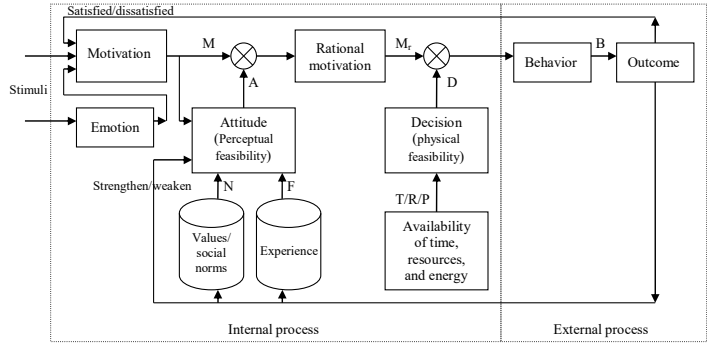 Satisfied/dissatisfied
Motivation
M
Rational
motivation
Mr
Behavior
B
Outcome
Stimuli
A
D
Emotion
Attitude
(Perceptual
feasibility)
Decision
(physical
feasibility)
Strengthen/weaken
N
F
T/R/P
Values/
social
norms
Experience
Availability
of time,
resources,
and energy
Internal process
External process